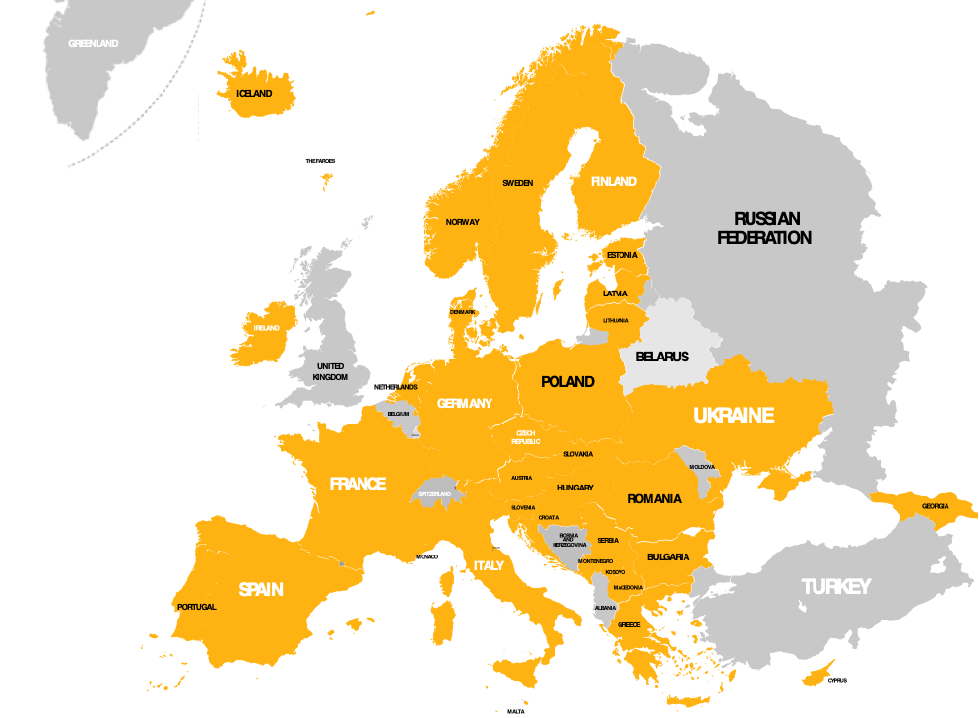 GREENLAND
ICELAND
THE FAROES
SWEDEN
FINLAND
NORWAY
RUSSIAN
FEDERATION
ESTONIA
LATVIA
LITHUANIA
DENMARK
IRELAND
UNITED
KINGDOM
BELARUS
NETHERLANDS
POLAND
BELGIUM
GERMANY
UKRAINE
CZECH
REPUBLIC
SLOVAKIA
MOLDOVA
FRANCE
AUSTRIA
SWITZERLAND
HUNGARY
ROMANIA
SLOVENIA
GEORGIA
CROATIA
BOSNIA
AND
HERZEGOVINA
SERBIA
MONACO
ITALY
MONTENEGRO
BULGARIA
KOSOVO
SPAIN
MACEDONIA
TURKEY
PORTUGAL
ALBANIA
GREECE
CYPRUS
MALTA